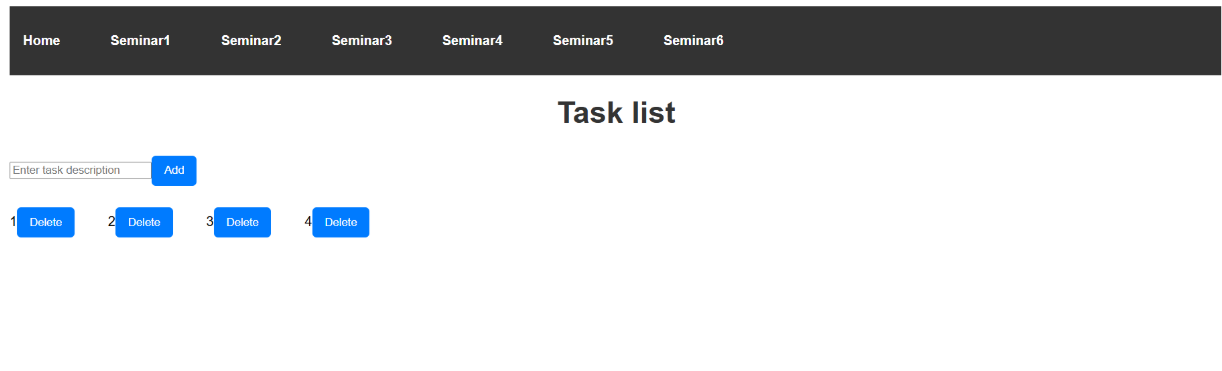 Home Seminar1 Seminar2 Seminar3 Seminar4 Seminar5 Seminar6
Task list
Enter task description Add
1 Delete 2 Delete 3 Delete 4 Delete